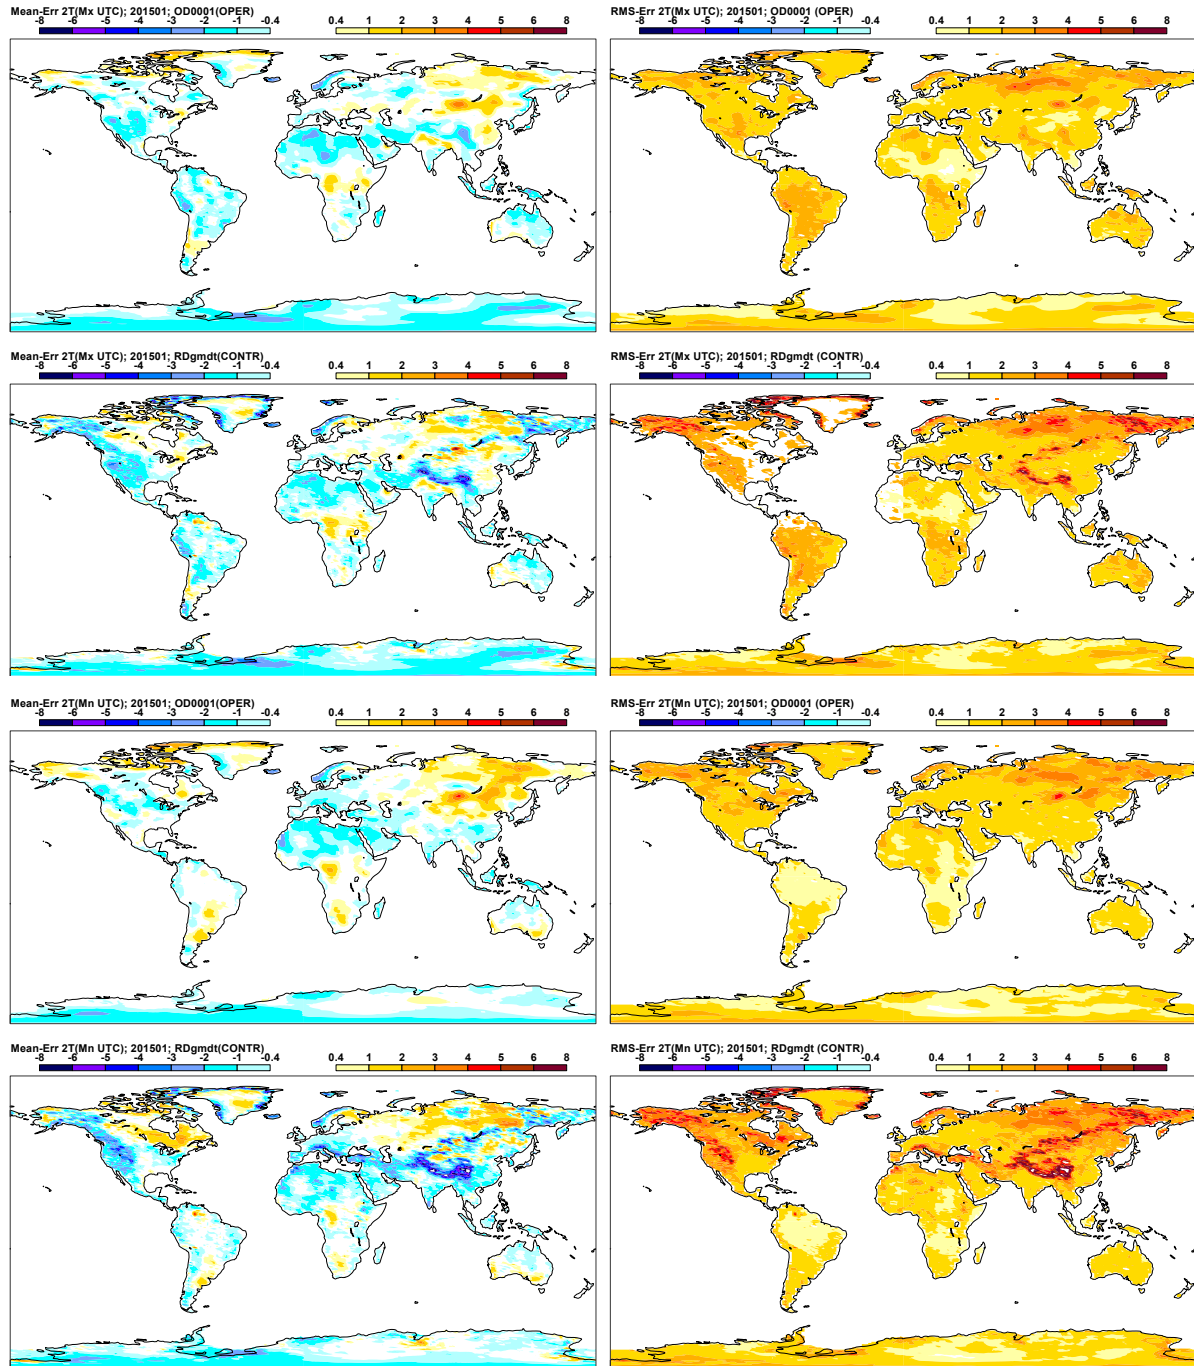 Mean-Err 2T(Mx UTC); 201501; OD0001(OPER)
-8 -6 -5 -4 -3 -2 -1 -0.4 0.4 1 2 3 4 5 6 8
RMS-Err 2T(Mx UTC); 201501; OD0001 (OPER)
-8 -6 -5 -4 -3 -2 -1 -0.4 0.4 1 2 3 4 5 6 8
Mean-Err 2T(Mx UTC); 201501; RDgmdt(CONTR)
-8 -6 -5 -4 -3 -2 -1 -0.4 0.4 1 2 3 4 5 6 8
RMS-Err 2T(Mx UTC); 201501; RDgmdt (CONTR)
-8 -6 -5 -4 -3 -2 -1 -0.4 0.4 1 2 3 4 5 6 8
Mean-Err 2T(Mn UTC); 201501; OD0001(OPER)
-8 -6 -5 -4 -3 -2 -1 -0.4 0.4 1 2 3 4 5 6 8
RMS-Err 2T(Mn UTC); 201501; OD0001 (OPER)
-8 -6 -5 -4 -3 -2 -1 -0.4 0.4 1 2 3 4 5 6 8
Mean-Err 2T(Mn UTC); 201501; RDgmdt(CONTR)
-8 -6 -5 -4 -3 -2 -1 -0.4 0.4 1 2 3 4 5 6 8
RMS-Err 2T(Mn UTC); 201501; RDgmdt (CONTR)
-8 -6 -5 -4 -3 -2 -1 -0.4 0.4 1 2 3 4 5 6 8